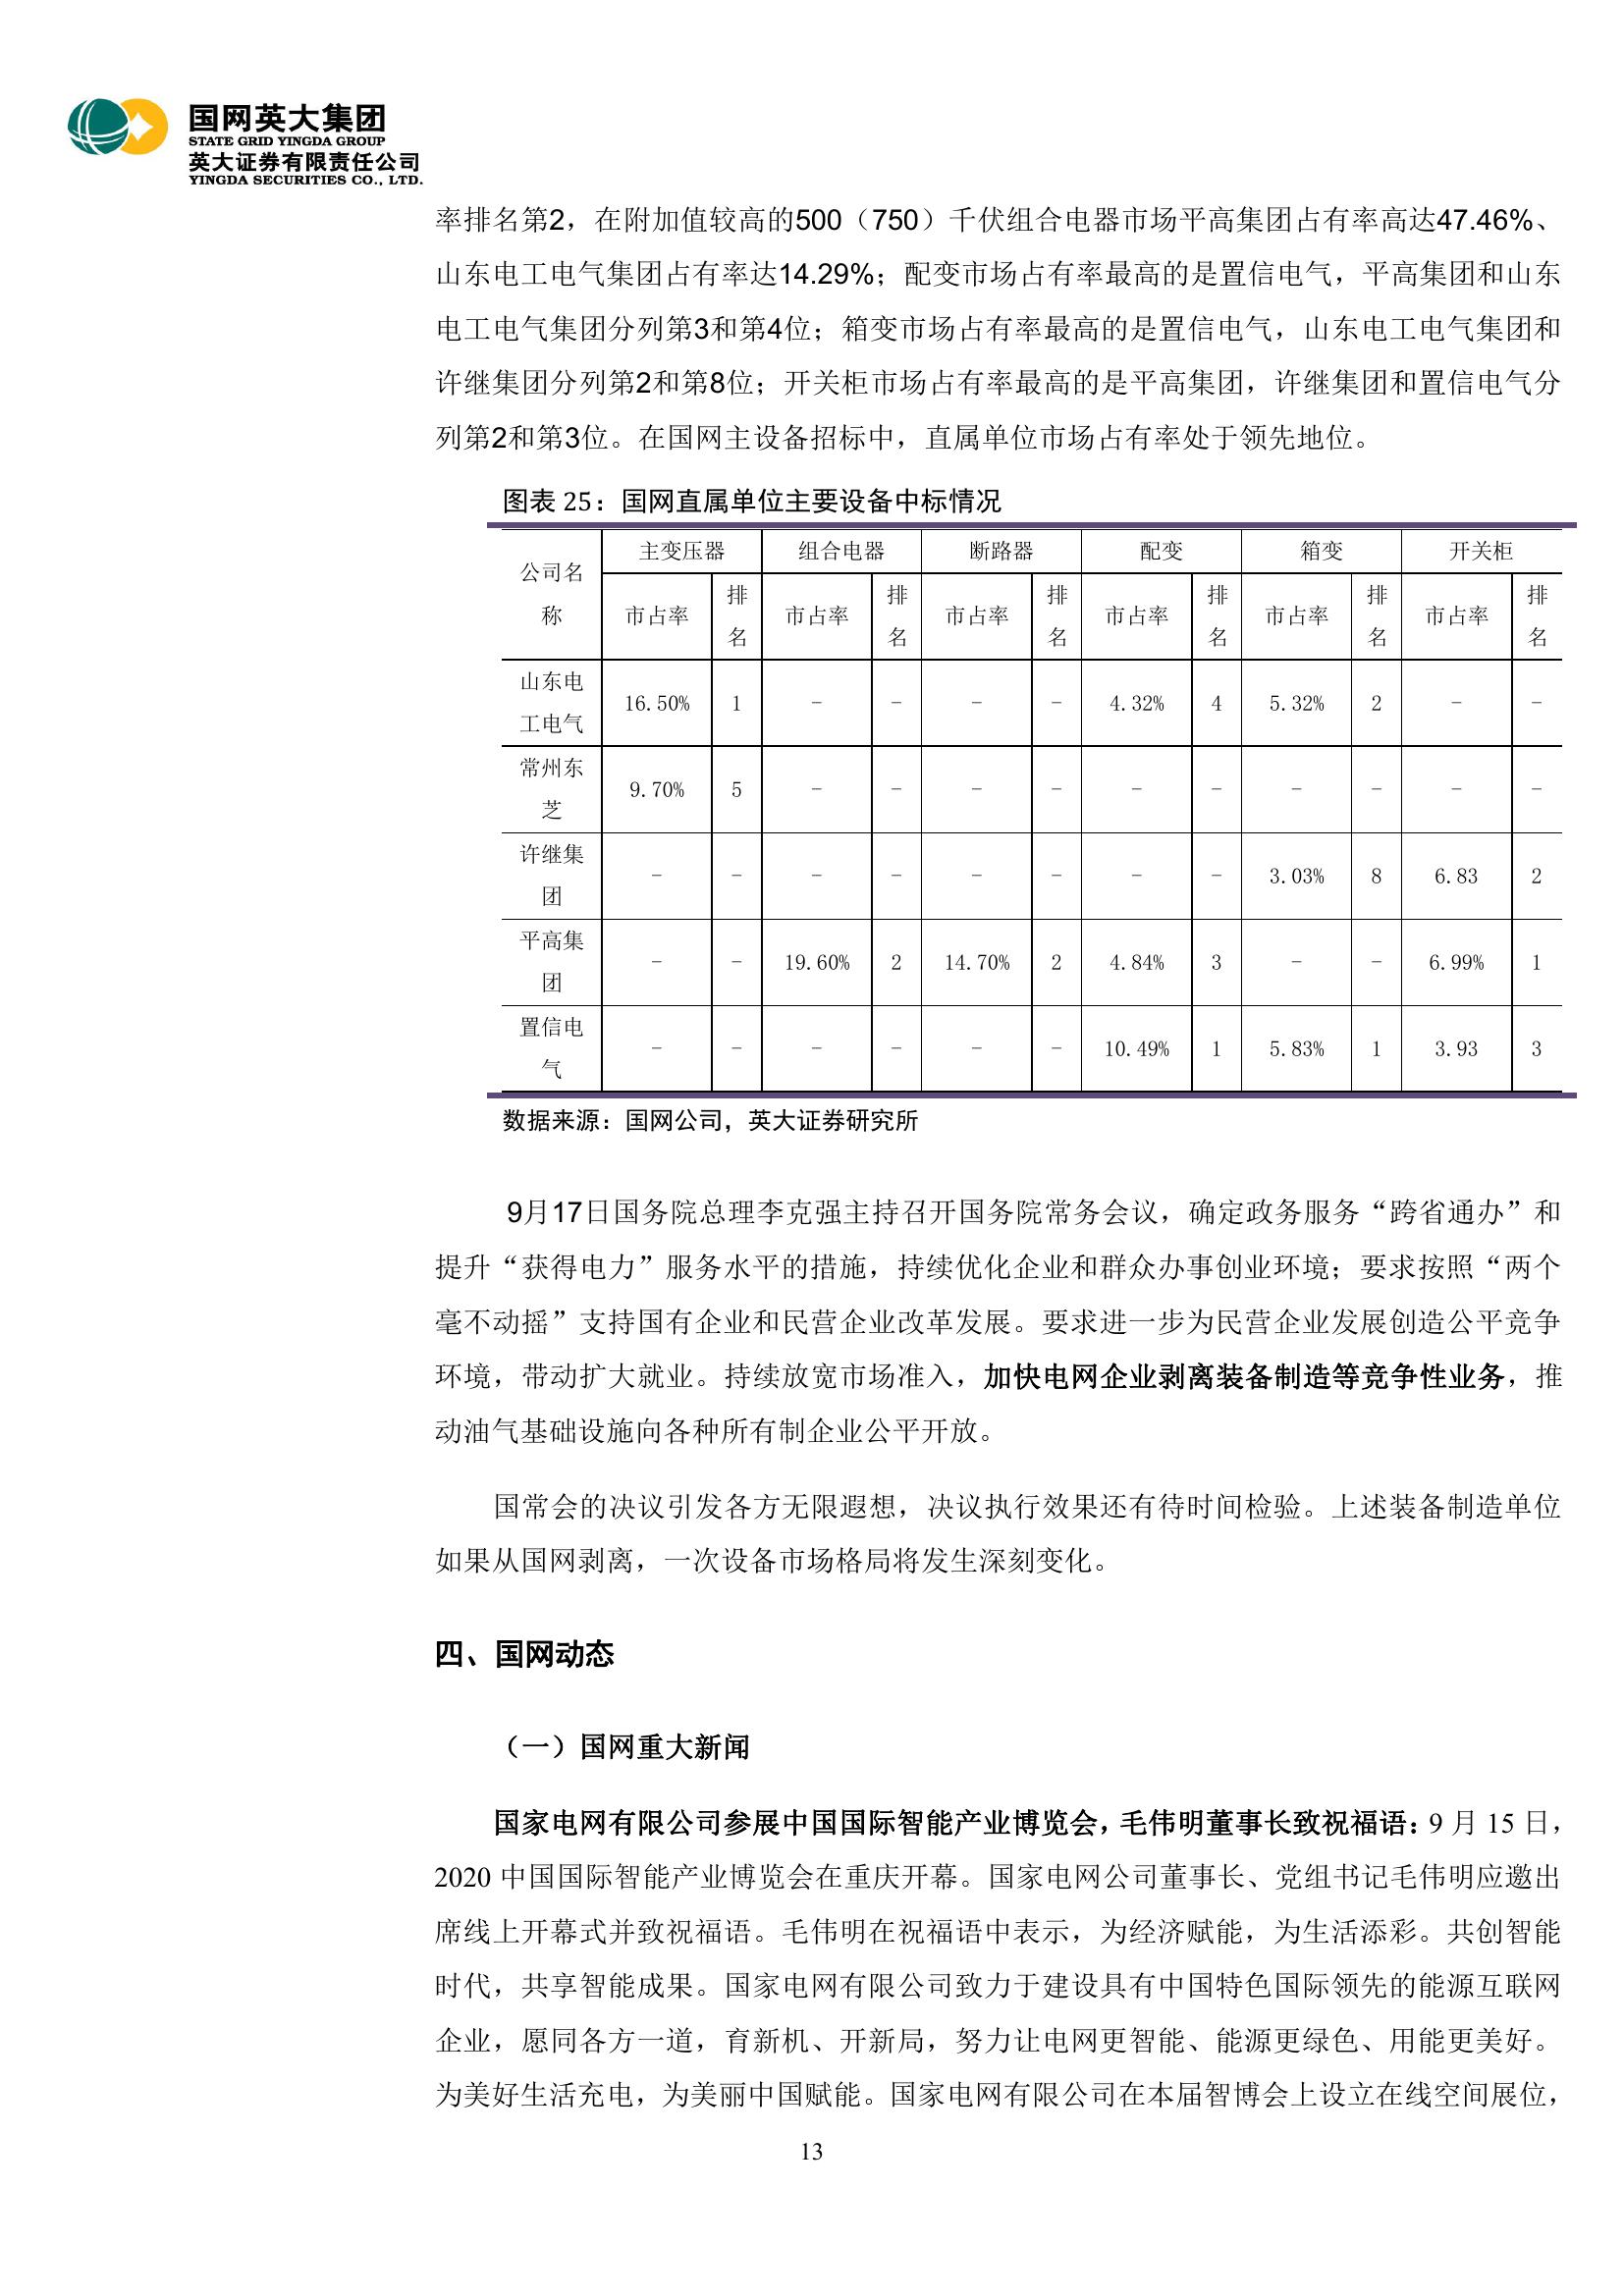 国网英大集团
STATE GRID YINGDA GROUP
英大证券有限责任公司
YINGDA SECURITIES CO., LTD.
率排名第2，在附加值较高的500（750）千伏组合电器市场平高集团占有率高达47.46%、
山东电工电气集团占有率达14.29%；配变市场占有率最高的是置信电气，平高集团和山东
电工电气集团分列第3和第4位；箱变市场占有率最高的是置信电气，山东电工电气集团和
许继集团分列第2和第8位；开关柜市场占有率最高的是平高集团，许继集团和置信电气分
列第2和第3位。在国网主设备招标中，直属单位市场占有率处于领先地位。
图表 25：国网直属单位主要设备中标情况
公司名称 主变压器 组合电器 断路器 配变 箱变 开关柜
市占率 排名 市占率 排名 市占率 排名 市占率 排名 市占率 排名 市占率 排名
山东电工电气 16.50% 1 - - - - 4.32% 4 5.32% 2 - -
常州东芝 9.70% 5 - - - - - - - - - -
许继集团 - - - - - - - - 3.03% 8 6.83 2
平高集团 - - 19.60% 2 14.70% 2 4.84% 3 - - 6.99% 1
置信电气 - - - - - - 10.49% 1 5.83% 1 3.93 3
数据来源：国网公司，英大证券研究所
9月17日国务院总理李克强主持召开国务院常务会议，确定政务服务“跨省通办”和
提升“获得电力”服务水平的措施，持续优化企业和群众办事创业环境；要求按照“两个
毫不动摇”支持国有企业和民营企业改革发展。要求进一步为民营企业发展创造公平竞争
环境，带动扩大就业。持续放宽市场准入，加快电网企业剥离装备制造等竞争性业务，推
动油气基础设施向各种所有制企业公平开放。
国常会的决议引发各方无限遐想，决议执行效果还有待时间检验。上述装备制造单位
如果从国网剥离，一次设备市场格局将发生深刻变化。
四、国网动态
（一）国网重大新闻
国家电网有限公司参展中国国际智能产业博览会，毛伟明董事长致祝福语：9 月 15 日，
2020 中国国际智能产业博览会在重庆开幕。国家电网公司董事长、党组书记毛伟明应邀出
席线上开幕式并致祝福语。毛伟明在祝福语中表示，为经济赋能，为生活添彩。共创智能
时代，共享智能成果。国家电网有限公司致力于建设具有中国特色国际领先的能源互联网
企业，愿同各方一道，育新机、开新局，努力让电网更智能、能源更绿色、用能更美好。
为美好生活充电，为美丽中国赋能。国家电网有限公司在本届智博会上设立在线空间展位，
13